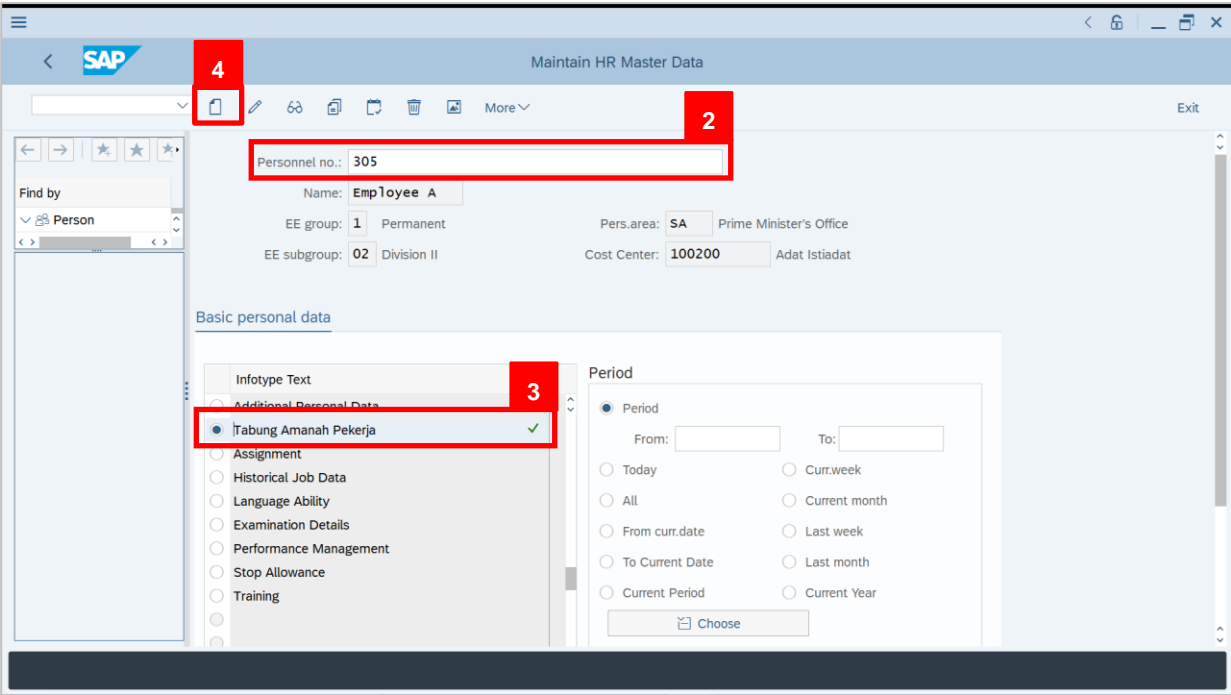 SAP
4
Maintain HR Master Data
More
Exit
2
Personnel no.: 305
Find by
Name: Employee A
Person
EE group: 1 Permanent Pers.area: SA Prime Minister's Office
EE subgroup: 02 Division II Cost Center: 100200 Adat Istiadat
Basic personal data
Infotype Text
3
Additional Personal Data
Tabung Amanah Pekerja
Assignment
Historical Job Data
Language Ability
Examination Details
Performance Management
Stop Allowance
Training
Period
Period
From: To:
Today Curr.week
All Current month
From curr.date Last week
To Current Date Last month
Current Period Current Year
Choose